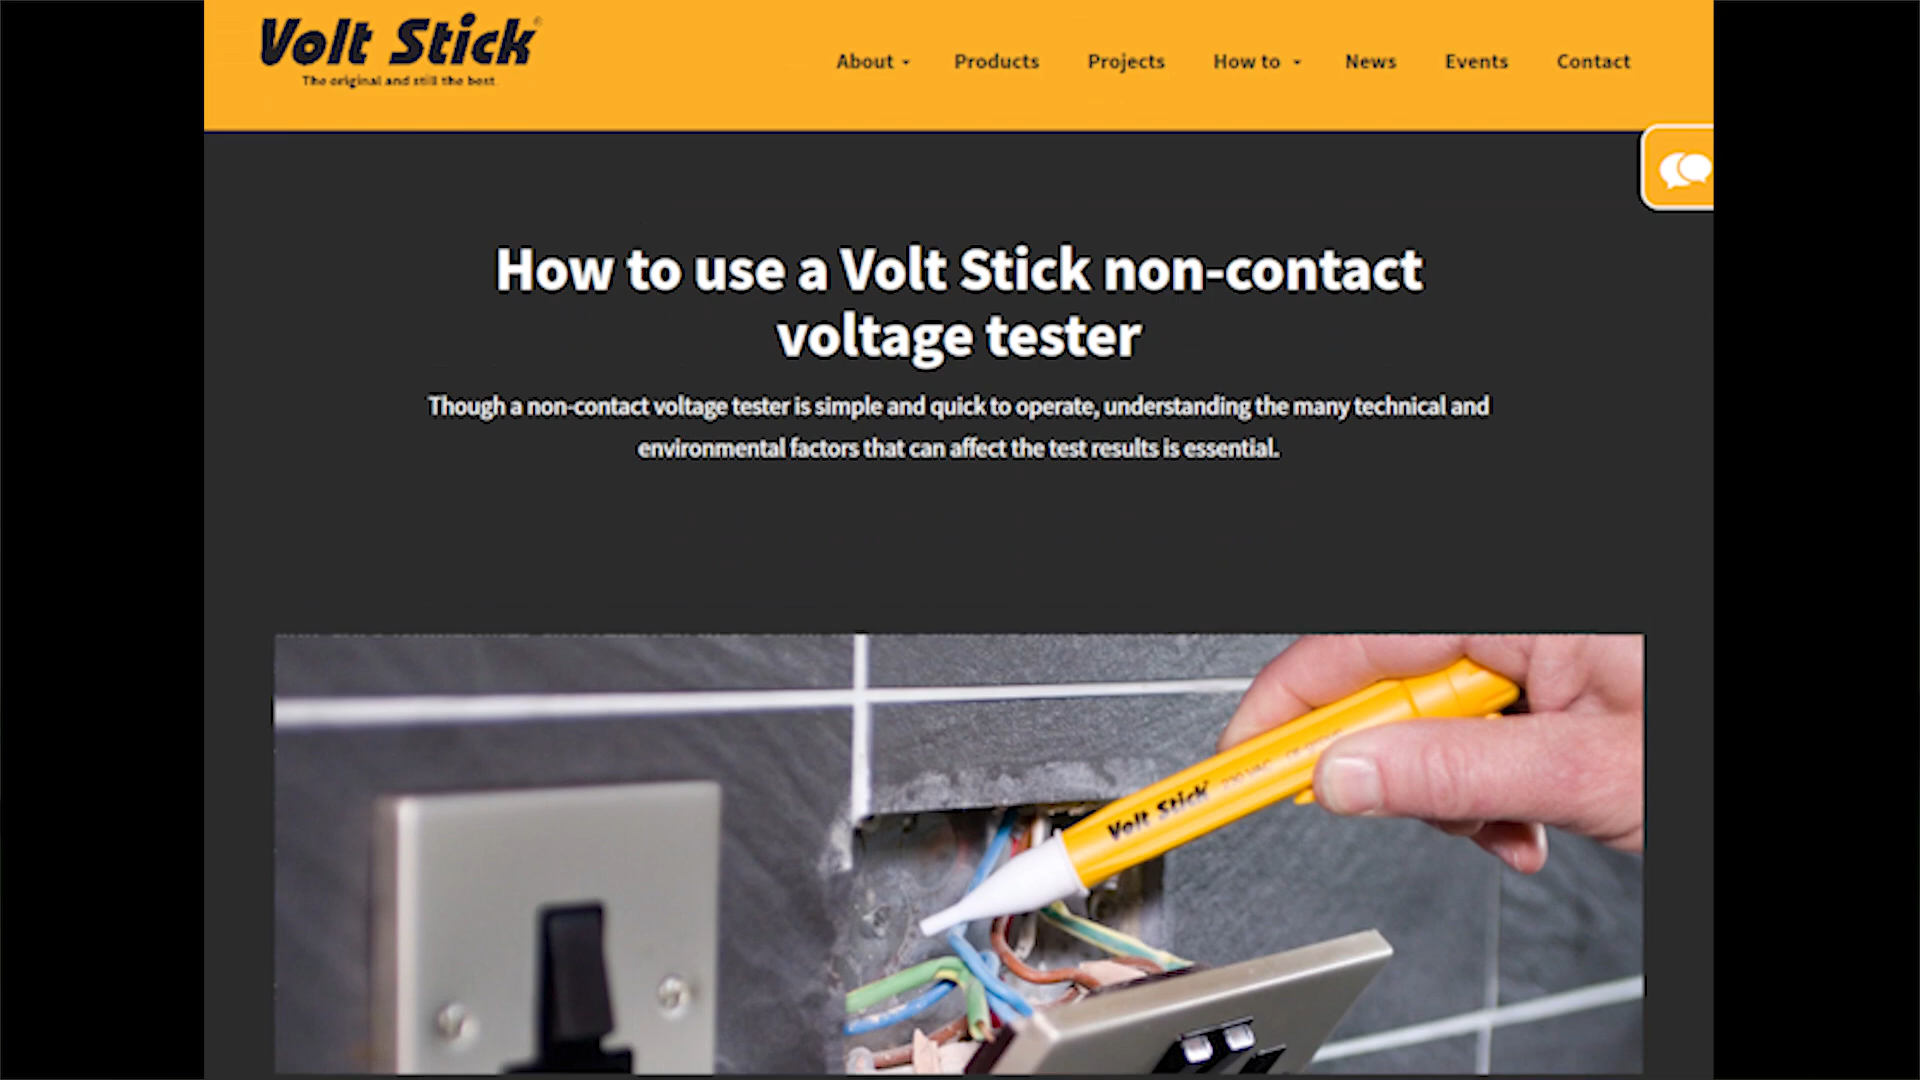 Volt Stick®
The original and still the best.
About Products Projects How to News Events Contact
How to use a Volt Stick non-contact
voltage tester
Though a non-contact voltage tester is simple and quick to operate, understanding the many technical and
environmental factors that can affect the test results is essential.
Volt Stick